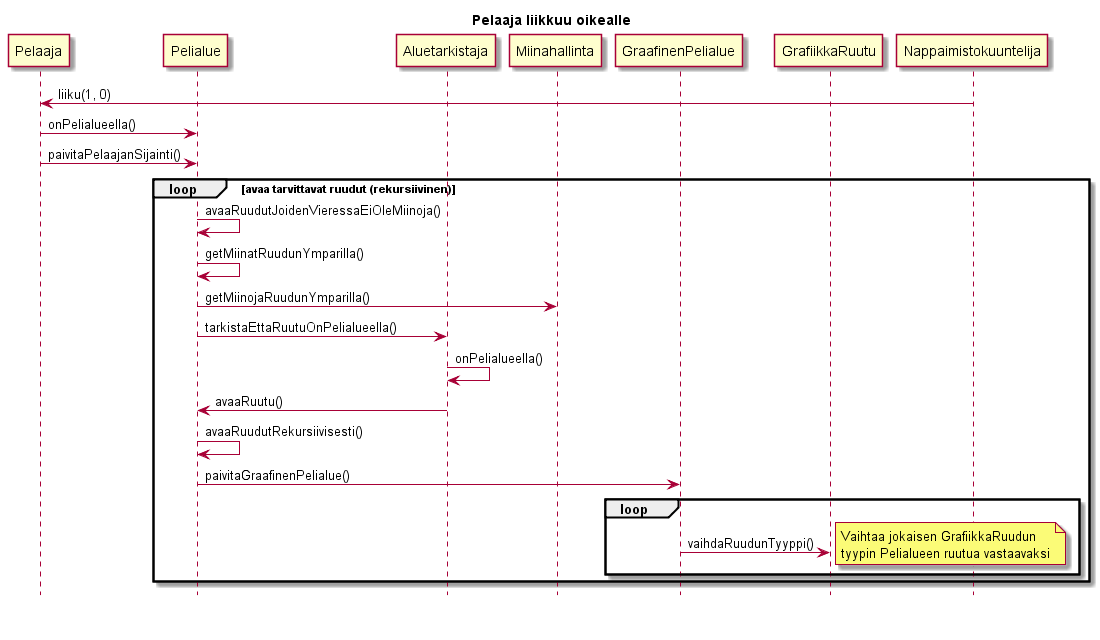 Pelaaja liikkuu oikealle
Pelaaja
Pelialue
Aluetarkistaja
Miinahallinta
GraafinenPelialue
GrafiikkaRuutu
Nappaimistokuuntelija
liiku(1, 0)
onPelialueella()
paivitaPelaajanSijainti()
loop
[avaa tarvittavat ruudut (rekursiivinen)]
avaaRuudutJoidenVieressaEiOleMiinoja()
getMiinatRuudunYmparilla()
getMiinojaRuudunYmparilla()
tarkistaEttaRuutuOnPelialueella()
onPelialueella()
avaaRuutu()
avaaRuudutRekursiivisesti()
paivitaGraafinenPelialue()
loop
vaihdaRuudunTyyppi()
Vaihtaa jokaisen GrafiikkaRuudun
tyypin Pelialueen ruutua vastaavaksi